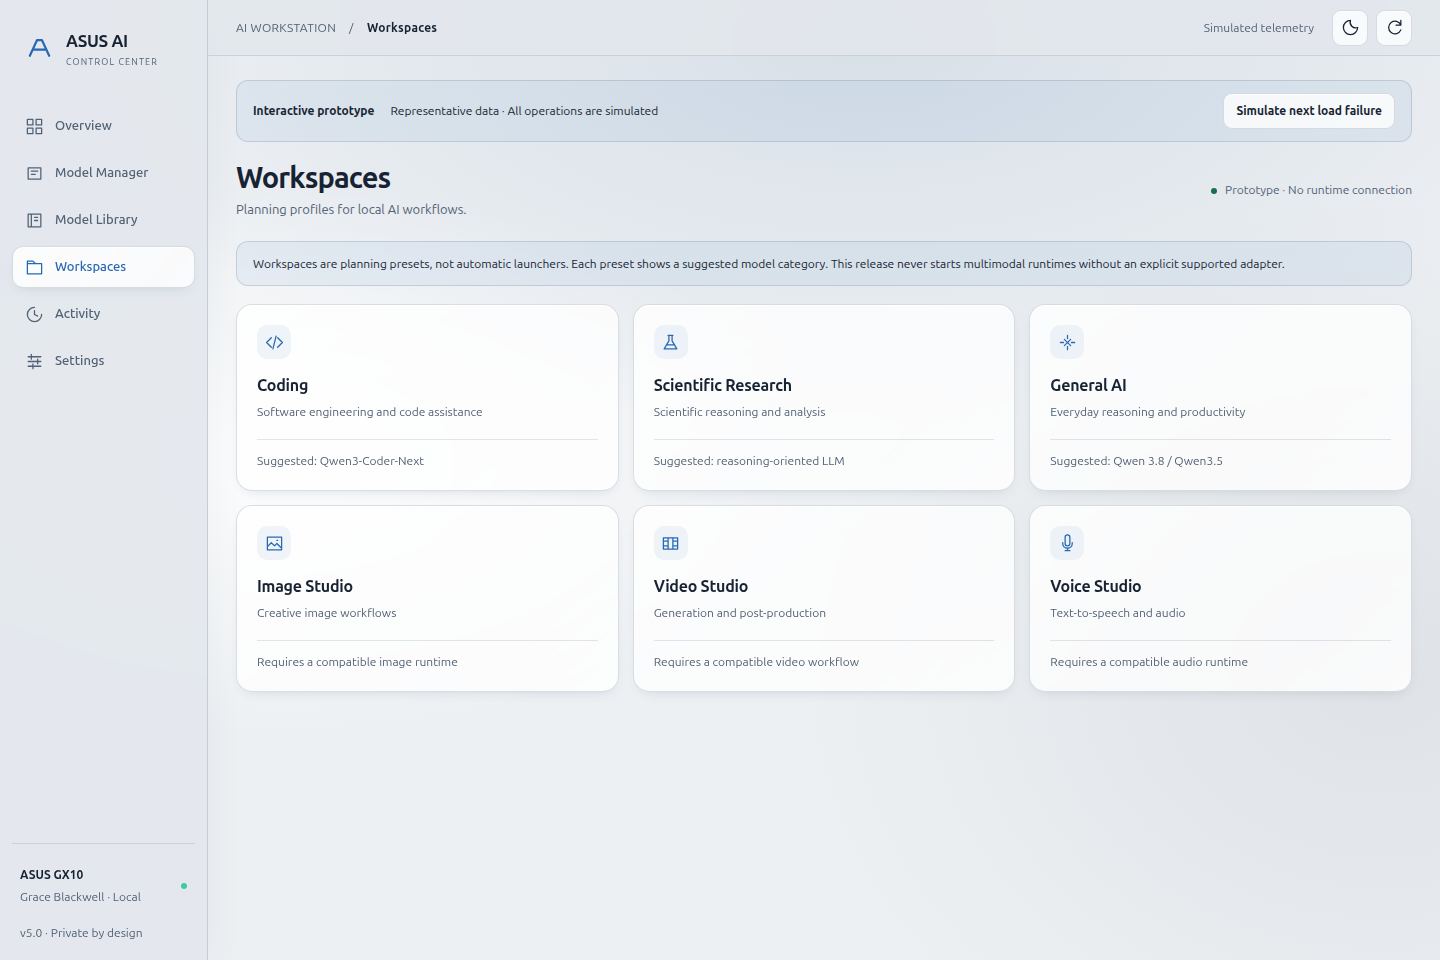 ASUS AI
CONTROL CENTER
Overview
Model Manager
Model Library
Workspaces
Activity
Settings
ASUS GX10
Grace Blackwell · Local
v5.0 · Private by design
AI WORKSTATION / Workspaces
Simulated telemetry
Interactive prototype Representative data · All operations are simulated
Simulate next load failure
Workspaces
Planning profiles for local AI workflows.
Prototype · No runtime connection
Workspaces are planning presets, not automatic launchers. Each preset shows a suggested model category. This release never starts multimodal runtimes without an explicit supported adapter.
Coding
Software engineering and code assistance
Suggested: Qwen3-Coder-Next
Scientific Research
Scientific reasoning and analysis
Suggested: reasoning-oriented LLM
General AI
Everyday reasoning and productivity
Suggested: Qwen 3.8 / Qwen3.5
Image Studio
Creative image workflows
Requires a compatible image runtime
Video Studio
Generation and post-production
Requires a compatible video workflow
Voice Studio
Text-to-speech and audio
Requires a compatible audio runtime